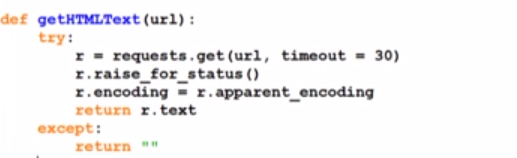 def getHTMLText(url):
    try:
        r = requests.get(url, timeout = 30)
        r.raise_for_status()
        r.encoding = r.apparent_encoding
        return r.text
    except:
        return ""